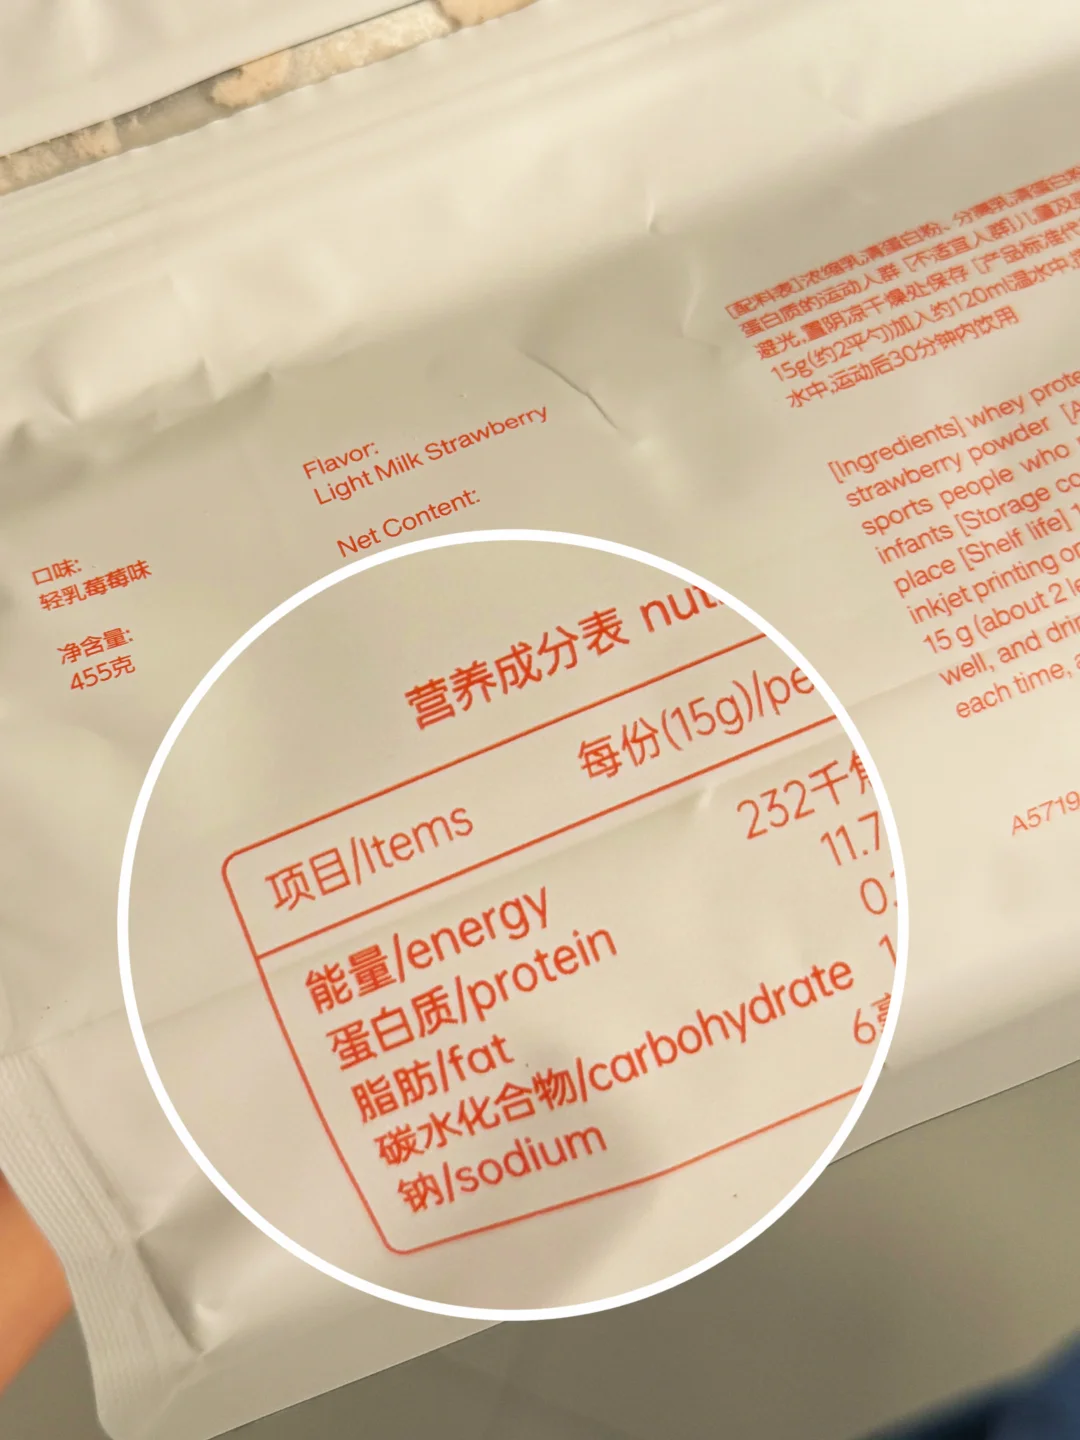 口味:
轻乳莓莓味
净含量:
455克
Flavor:
Light Milk Strawberry
Net Content:
[配料表]浓缩乳清蛋白粉、分离乳清蛋白粉
蛋白质的运动人群 [不适宜人群]儿童及
避光,置阴凉干燥处保存 [产品标准代
15g(约2平勺)加入约120ml温水中,
水中,运动后30分钟内饮用
[Ingredients] whey prote
strawberry powder [A
sports people who
infants [Storage co
place [Shelf life] 1
inkjet printing on
15 g (about 2 le
well, and drin
each time, a
A5719
营养成分表 nut
项目/Items 每份(15g)/pe
能量/energy 232千焦
蛋白质/protein 11.7
脂肪/fat 0.
碳水化合物/carbohydrate 1
钠/sodium 6毫